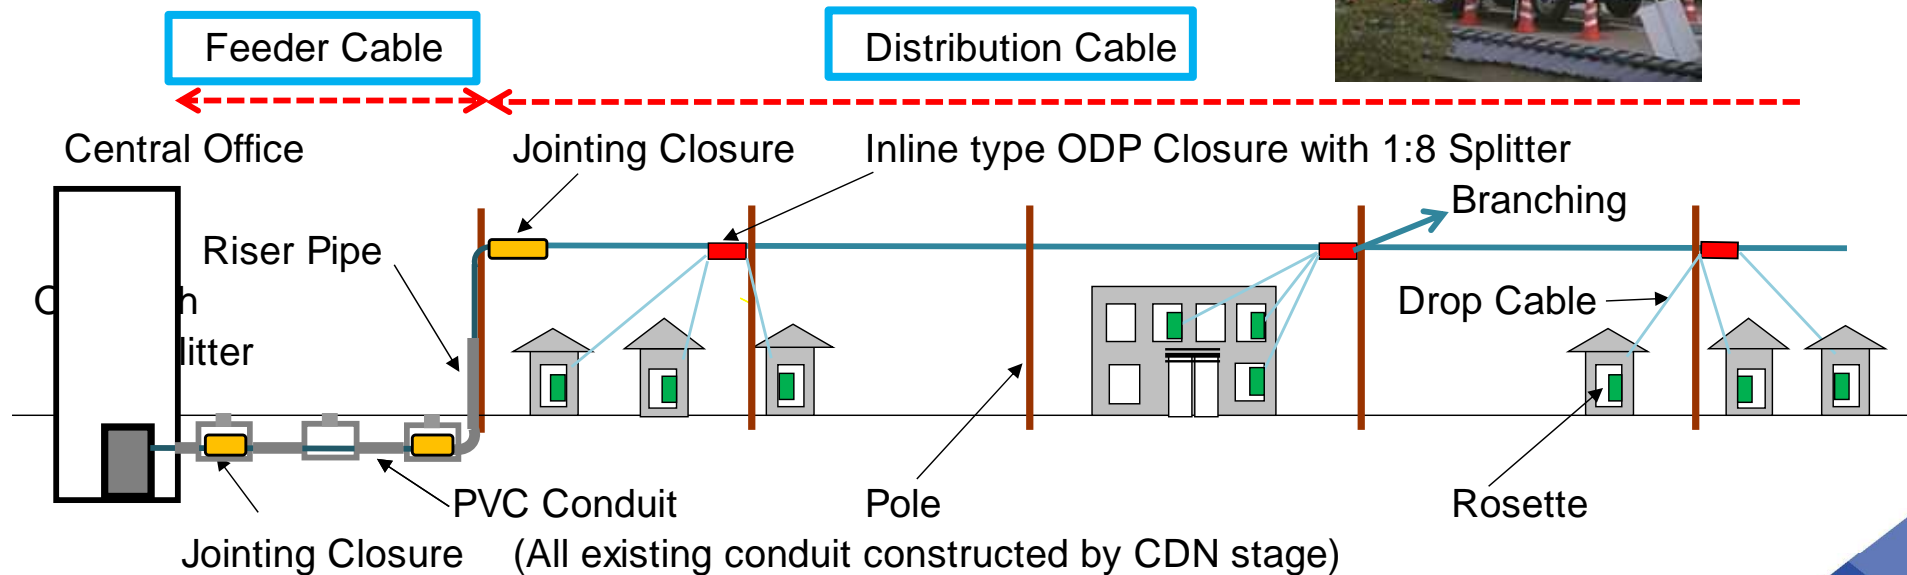 Feeder Cable
Distribution Cable
Central Office
Jointing Closure
Inline type ODP Closure with 1:8 Splitter
Branching
Riser Pipe
Drop Cable
PVC Conduit
Pole
Rosette
Jointing Closure
(All existing conduit constructed by CDN stage)